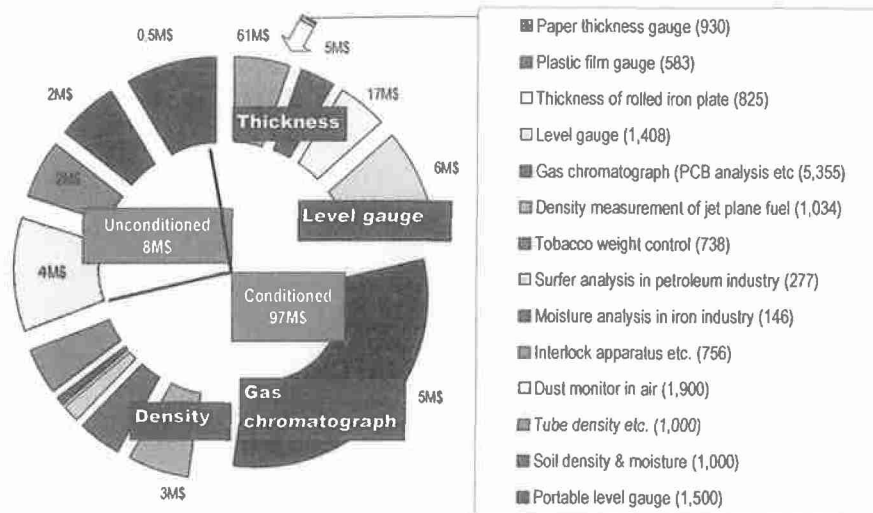 0,5M$
61M$
5M$
2M$
17M$
Thickness
6M$
2M$
Level gauge
Unconditioned
8M$
4M$
Conditioned
97M$
Gas
chromatograph
5M$
Density
3M$
Paper thickness gauge (930)
Plastic film gauge (583)
Thickness of rolled iron plate (825)
Level gauge (1,408)
Gas chromatograph (PCB analysis etc (5,355)
Density measurement of jet plane fuel (1,034)
Tobacco weight control (738)
Surfer analysis in petroleum industry (277)
Moisture analysis in iron industry (146)
Interlock apparatus etc. (756)
Dust monitor in air (1,900)
Tube density etc. (1,000)
Soil density & moisture (1,000)
Portable level gauge (1,500)